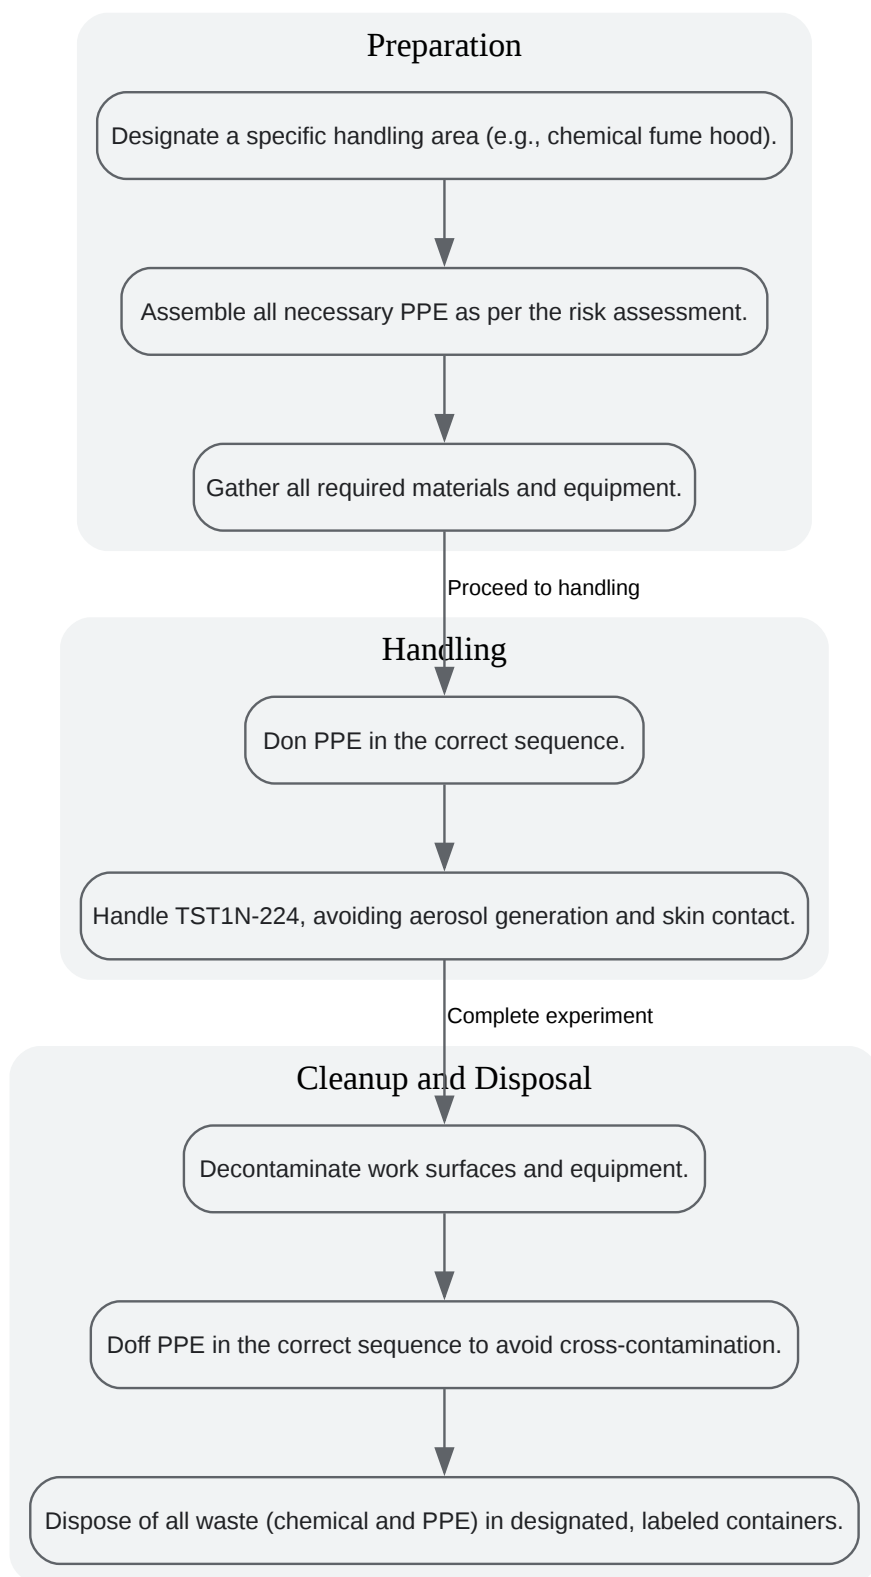 Preparation
Designate a specific handling area (e.g., chemical fume hood).
Assemble all necessary PPE as per the risk assessment.
Gather all required materials and equipment.
Proceed to handling
Handling
Don PPE in the correct sequence.
Handle TST1N-224, avoiding aerosol generation and skin contact.
Complete experiment
Cleanup and Disposal
Decontaminate work surfaces and equipment.
Doff PPE in the correct sequence to avoid cross-contamination.
Dispose of all waste (chemical and PPE) in designated, labeled containers.